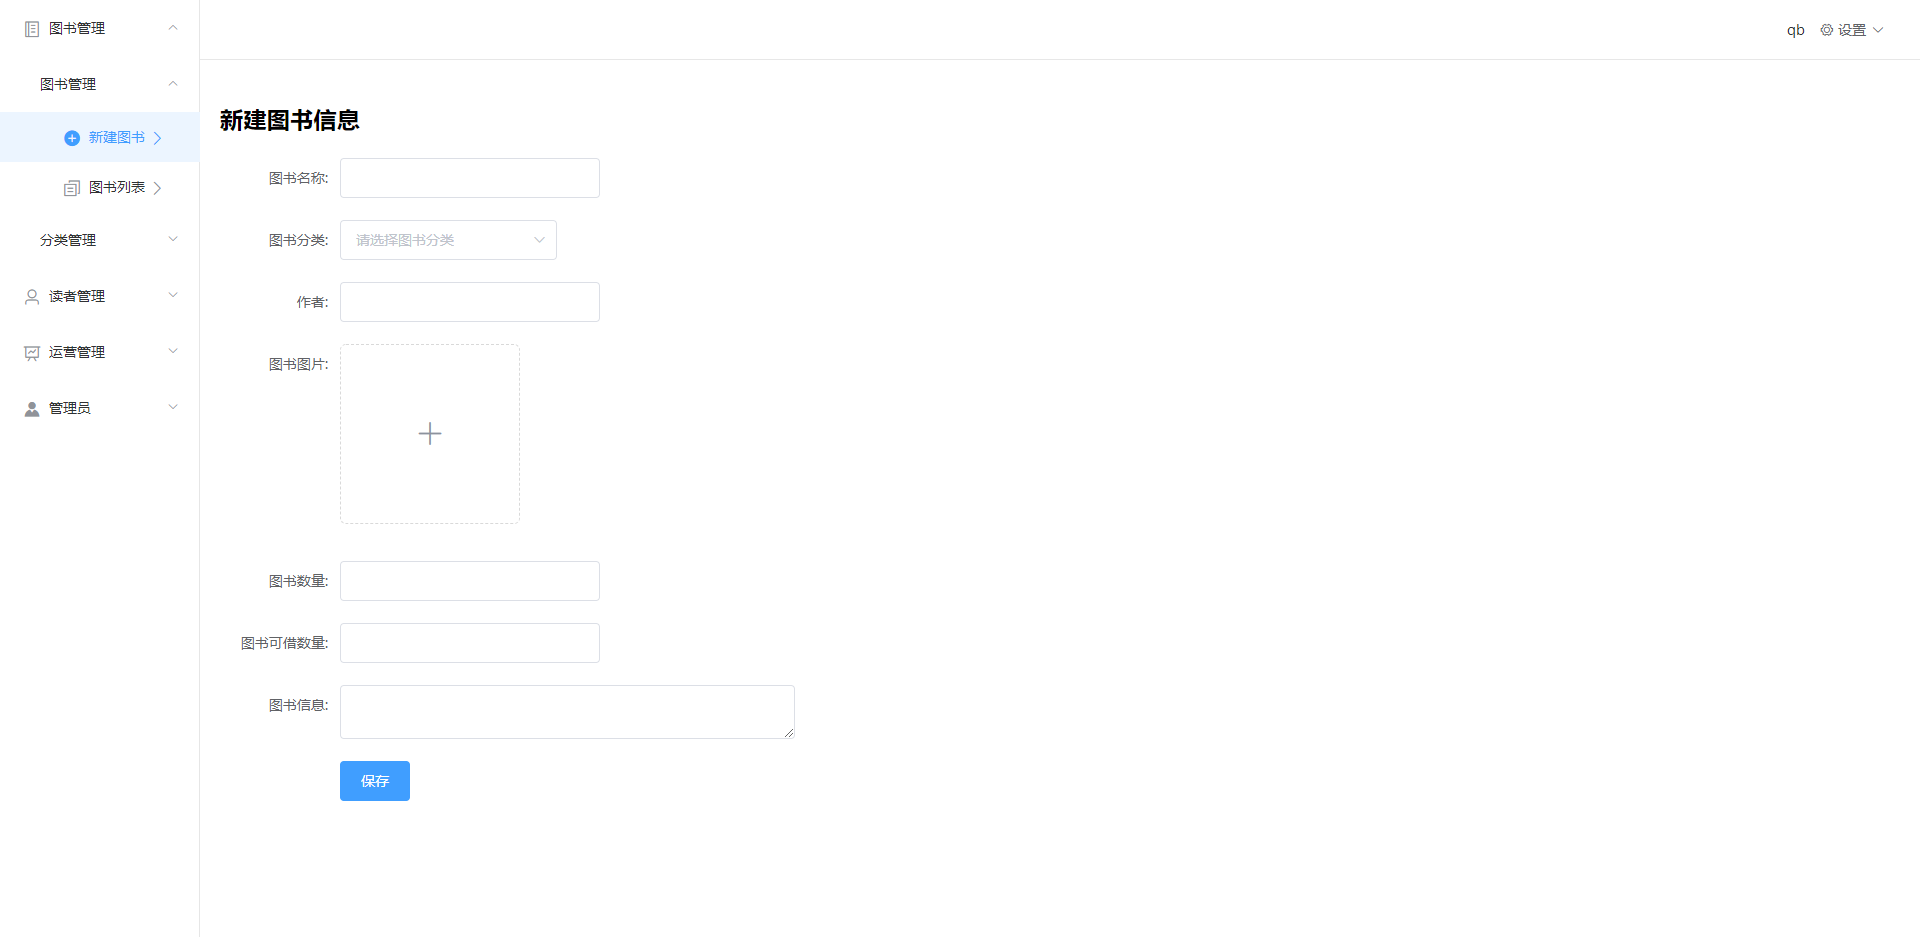 图书管理
图书管理
新建图书
图书列表
分类管理
读者管理
运营管理
管理员
qb 设置
新建图书信息
图书名称:
图书分类: 请选择图书分类
作者:
图书图片:
图书数量:
图书可借数量:
图书信息:
保存